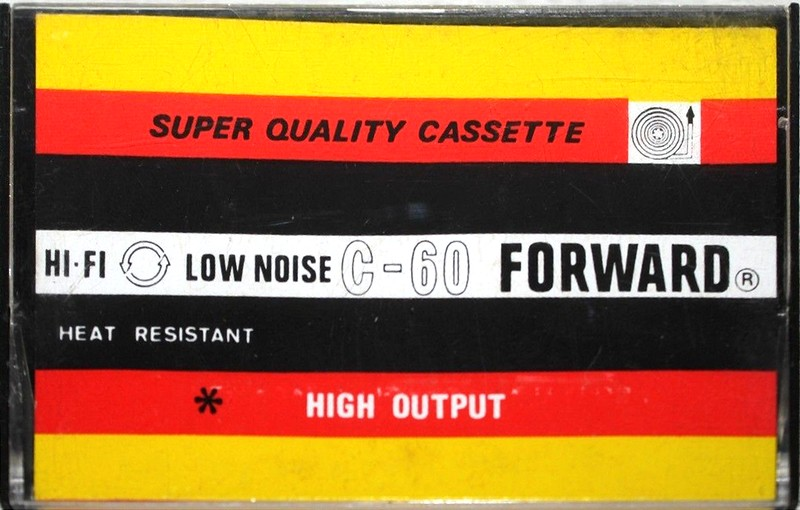 SUPER QUALITY CASSETTE
HI·FI LOW NOISE C-60 FORWARD®
HEAT RESISTANT
* HIGH OUTPUT